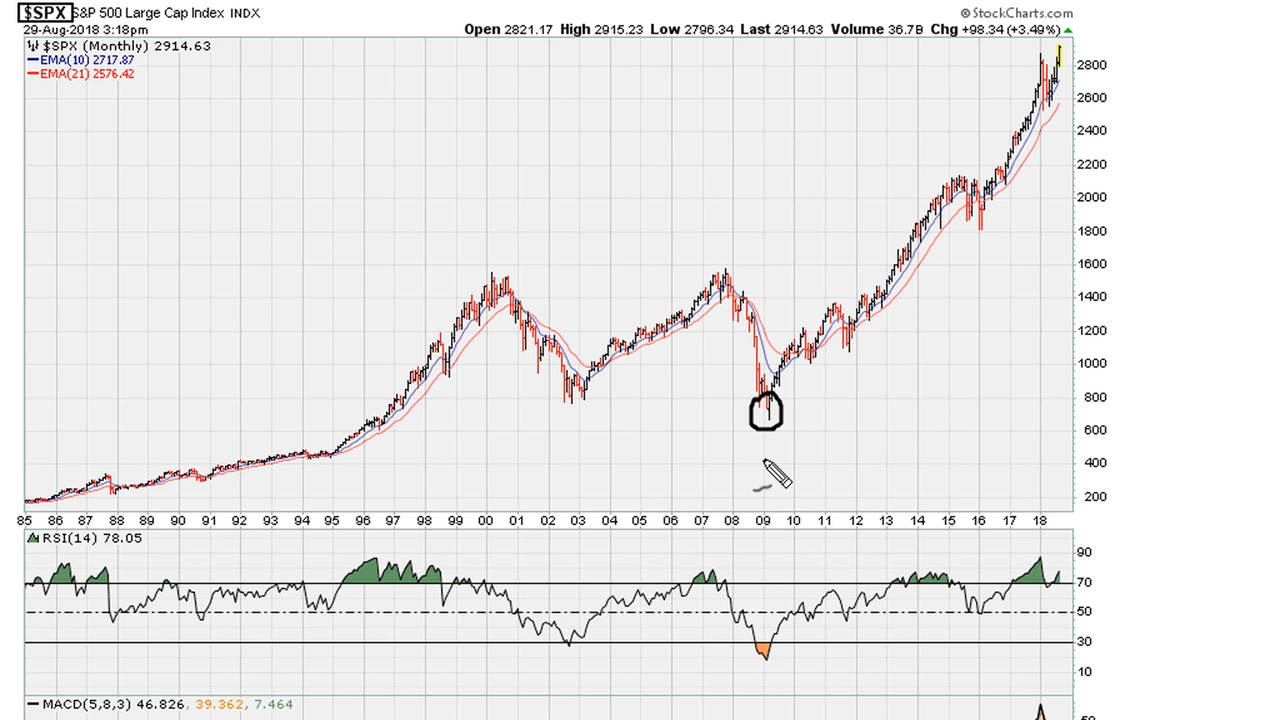 $SPX S&P 500 Large Cap Index INDX
© StockCharts.com
29-Aug-2018 3:18pm
Open 2821.17 High 2915.23 Low 2796.34 Last 2914.63 Volume 36.7B Chg +98.34 (+3.49%)
$SPX (Monthly) 2914.63
EMA(10) 2717.87
EMA(21) 2576.42
2800
2600
2400
2200
2000
1800
1600
1400
1200
1000
800
600
400
200
85 86 87 88 89 90 91 92 93 94 95 96 97 98 99 00 01 02 03 04 05 06 07 08 09 10 11 12 13 14 15 16 17 18
RSI(14) 78.05
90
70
50
30
10
MACD(5,8,3) 46.826, 39.362, 7.464
50